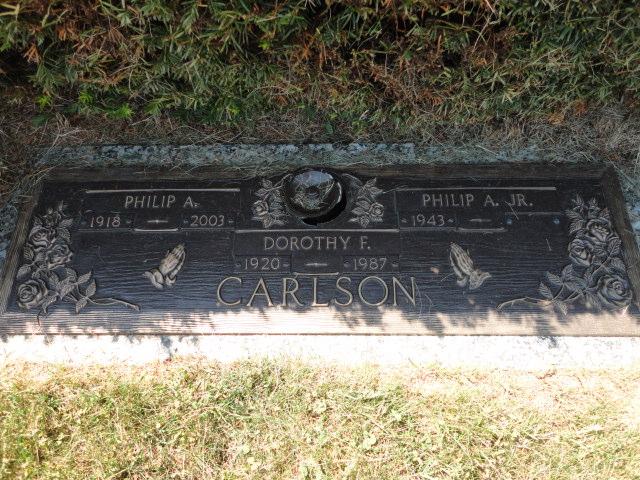 PHILIP A.
1918 — 2003
PHILIP A. JR.
1943 —
DOROTHY F.
1920 — 1987
CARLSON